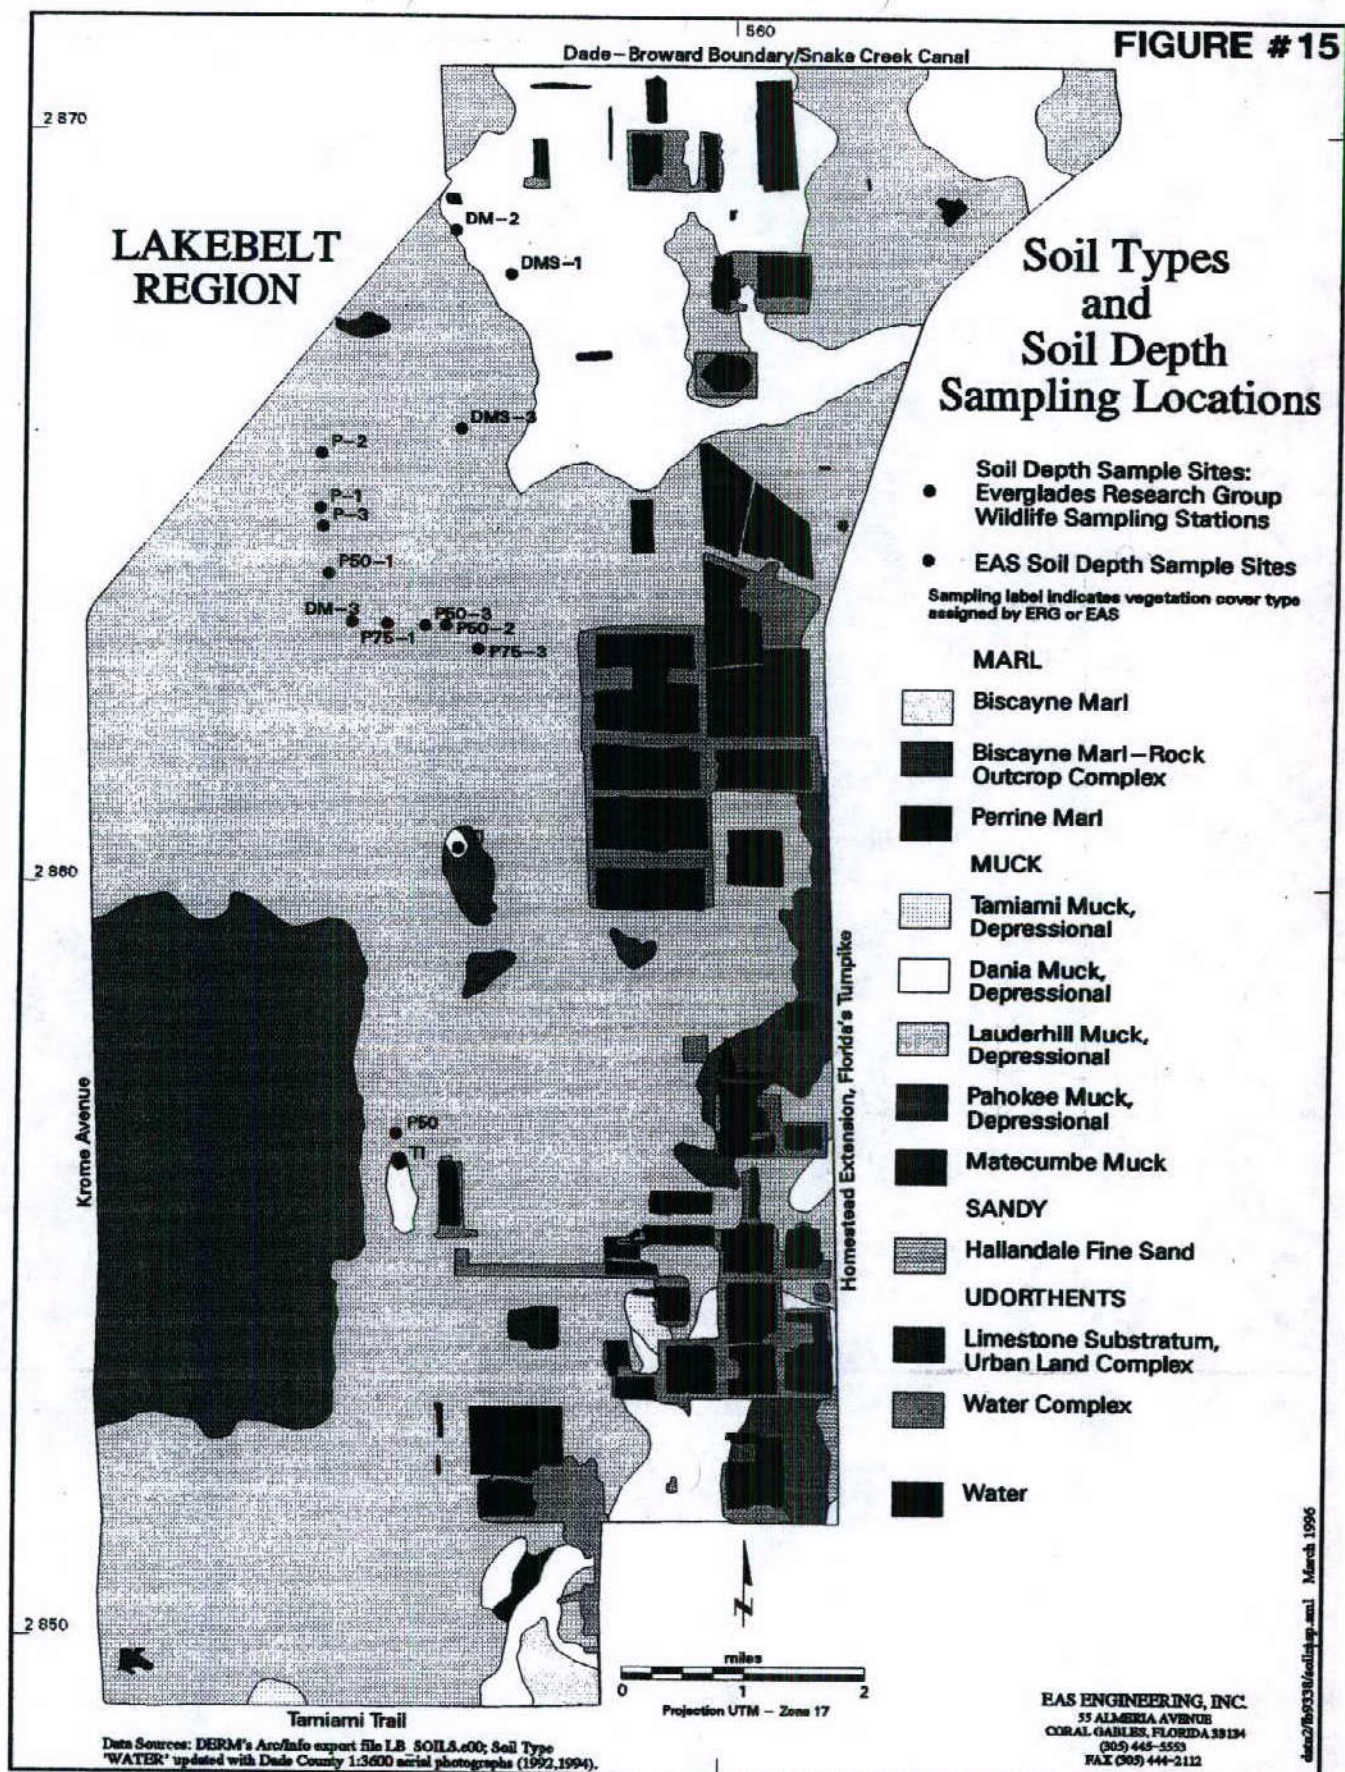 560
FIGURE #15
Dade-Broward Boundary/Snake Creek Canal
2 870
LAKEBELT
REGION
DM-2
DMS-1
Soil Types
and
Soil Depth
Sampling Locations
DMS-3
P-2
P-1
P-3
P50-1
DM-3
P75-1
P50-3
P50-2
P75-3
Soil Depth Sample Sites:
Everglades Research Group
Wildlife Sampling Stations
EAS Soil Depth Sample Sites
Sampling label indicates vegetation cover type
assigned by ERG or EAS
MARL
Biscayne Marl
Biscayne Marl-Rock
Outcrop Complex
Perrine Marl
MUCK
Tamiami Muck,
Depressional
Dania Muck,
Depressional
Lauderhill Muck,
Depressional
Pahokee Muck,
Depressional
Matecumbe Muck
SANDY
Hallandale Fine Sand
UDORTHENTS
Limestone Substratum,
Urban Land Complex
Water Complex
Water
2 860
Krome Avenue
Homestead Extension, Florida's Turnpike
P50
TI
2 850
N
miles
0 1 2
Projection UTM - Zone 17
Tamiami Trail
Data Sources: DERM's Arc/Info export file LB_SOILS.e00; Soil Type
'WATER' updated with Dade County 1:3600 aerial photographs (1992,1994).
EAS ENGINEERING, INC.
55 ALMERIA AVENUE
CORAL GABLES, FLORIDA 33134
(305) 445-5553
FAX (305) 444-2112
March 1996